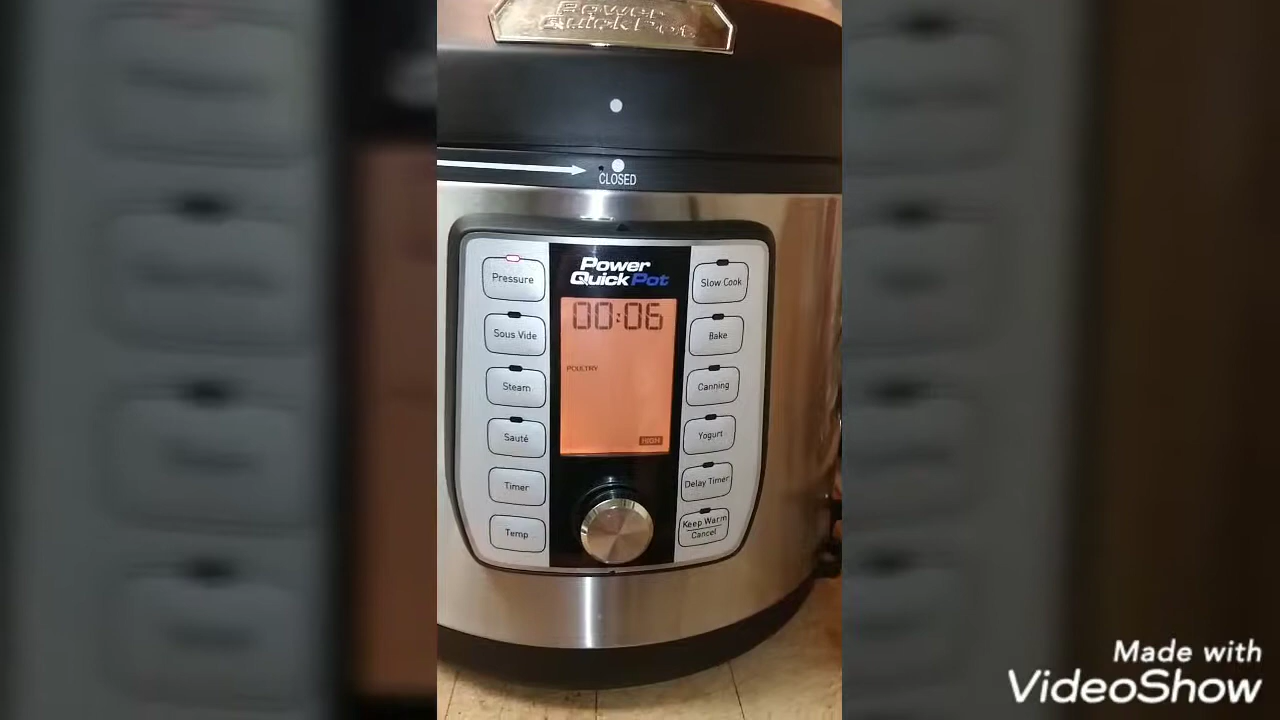 Power
QuickPot
CLOSED
Power
QuickPot
00:06
POULTRY
HIGH
Pressure
Sous Vide
Steam
Sauté
Timer
Temp
Slow Cook
Bake
Canning
Yogurt
Delay Timer
Keep Warm
Cancel
Made with
VideoShow